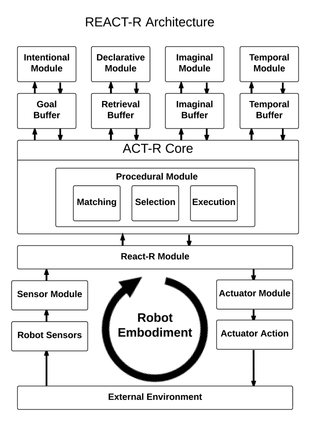 REACT-R Architecture
Intentional
Module
Declarative
Module
Imaginal
Module
Temporal
Module
Goal
Buffer
Retrieval
Buffer
Imaginal
Buffer
Temporal
Buffer
ACT-R Core
Procedural Module
Matching
Selection
Execution
React-R Module
Sensor Module
Actuator Module
Robot
Embodiment
Robot Sensors
Actuator Action
External Environment